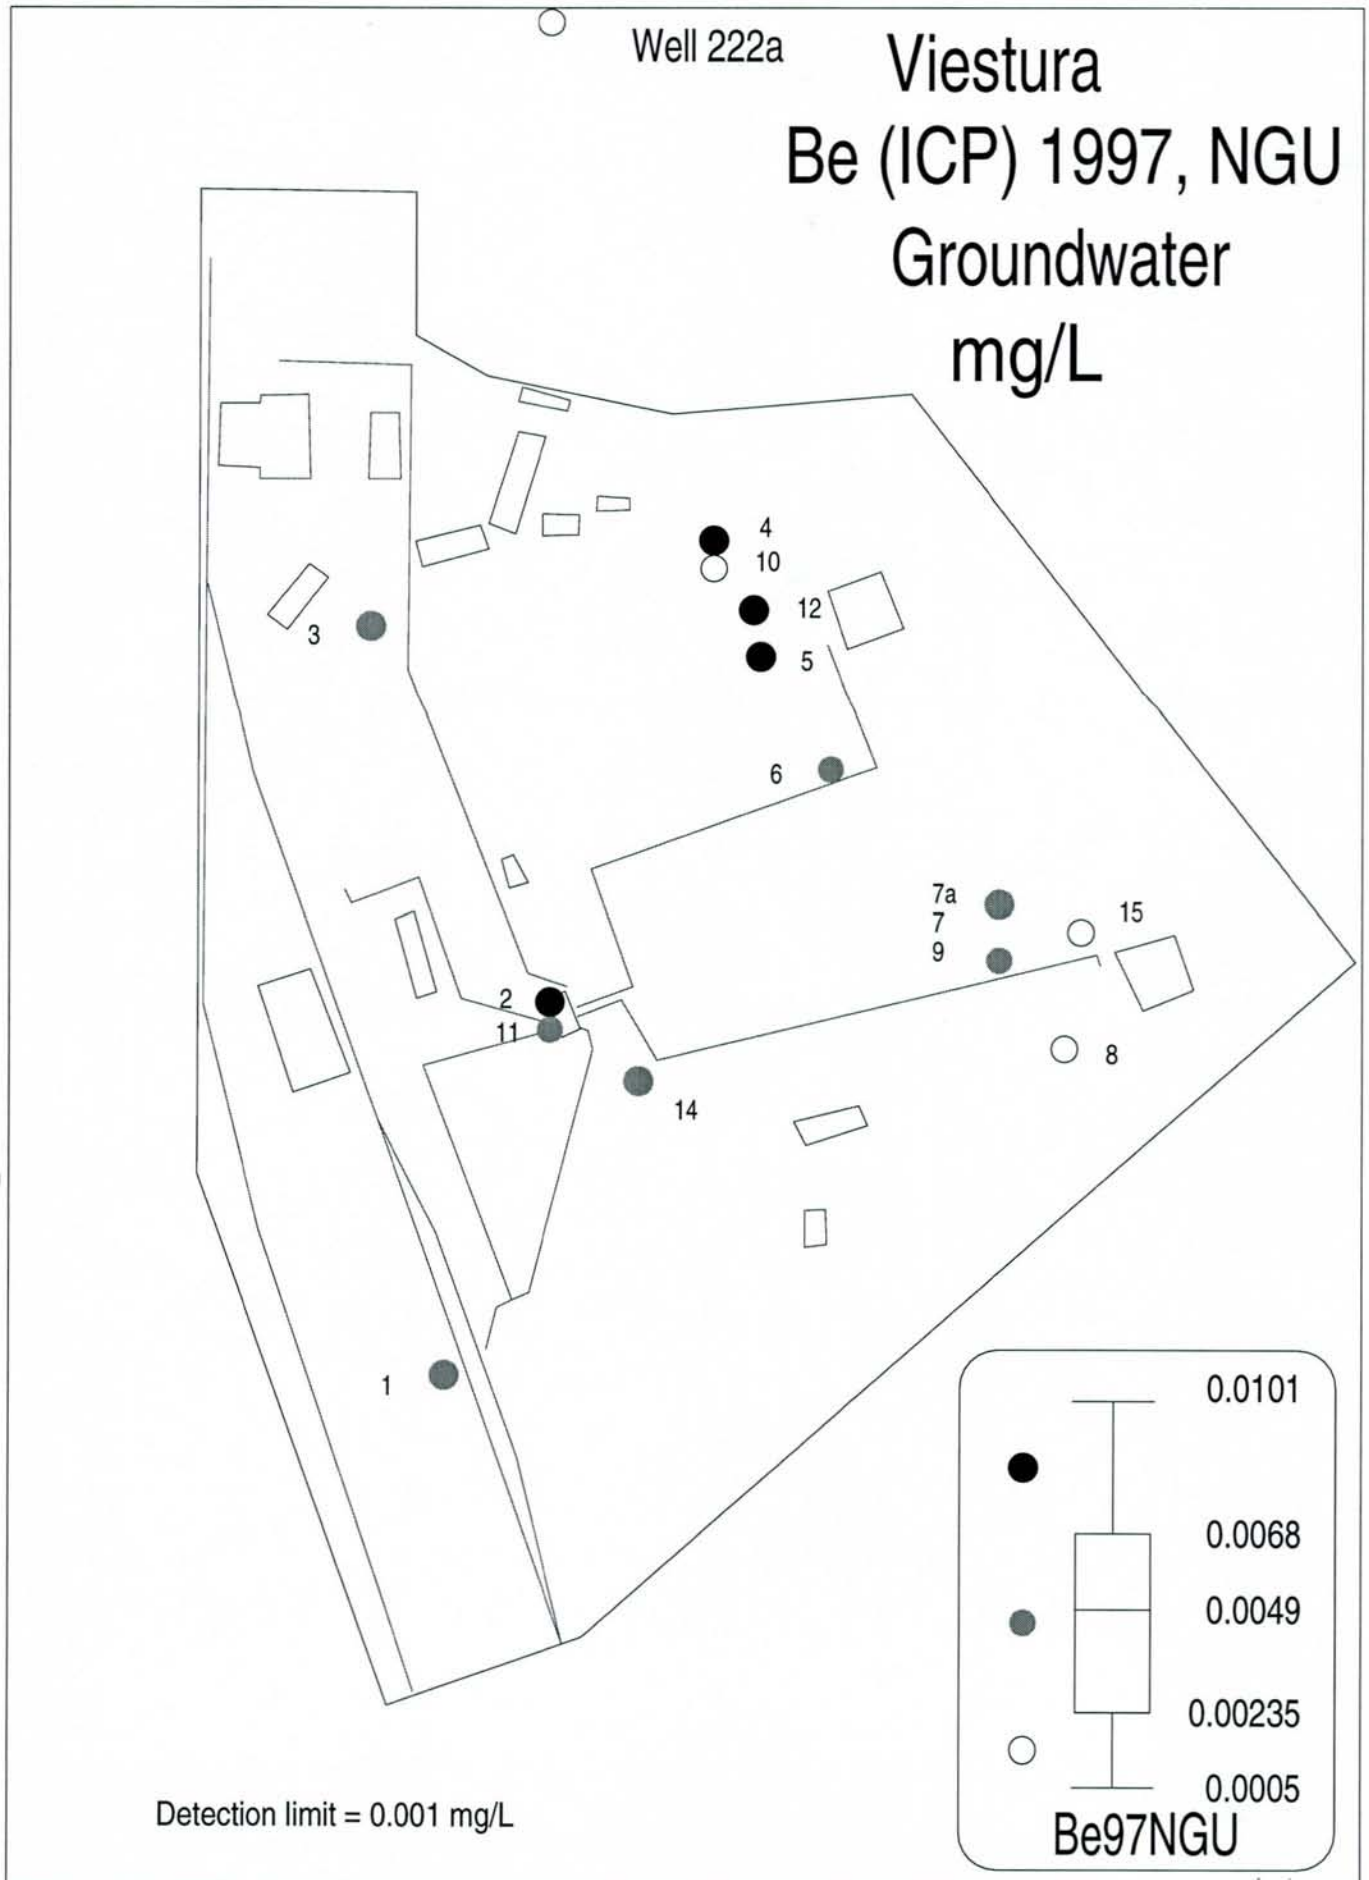 Well 222a
Viestura
Be (ICP) 1997, NGU
Groundwater
mg/L
4
10
12
3
5
6
7a
7
15
9
2
11
8
14
1
0.0101
0.0068
0.0049
0.00235
0.0005
Be97NGU
Detection limit = 0.001 mg/L